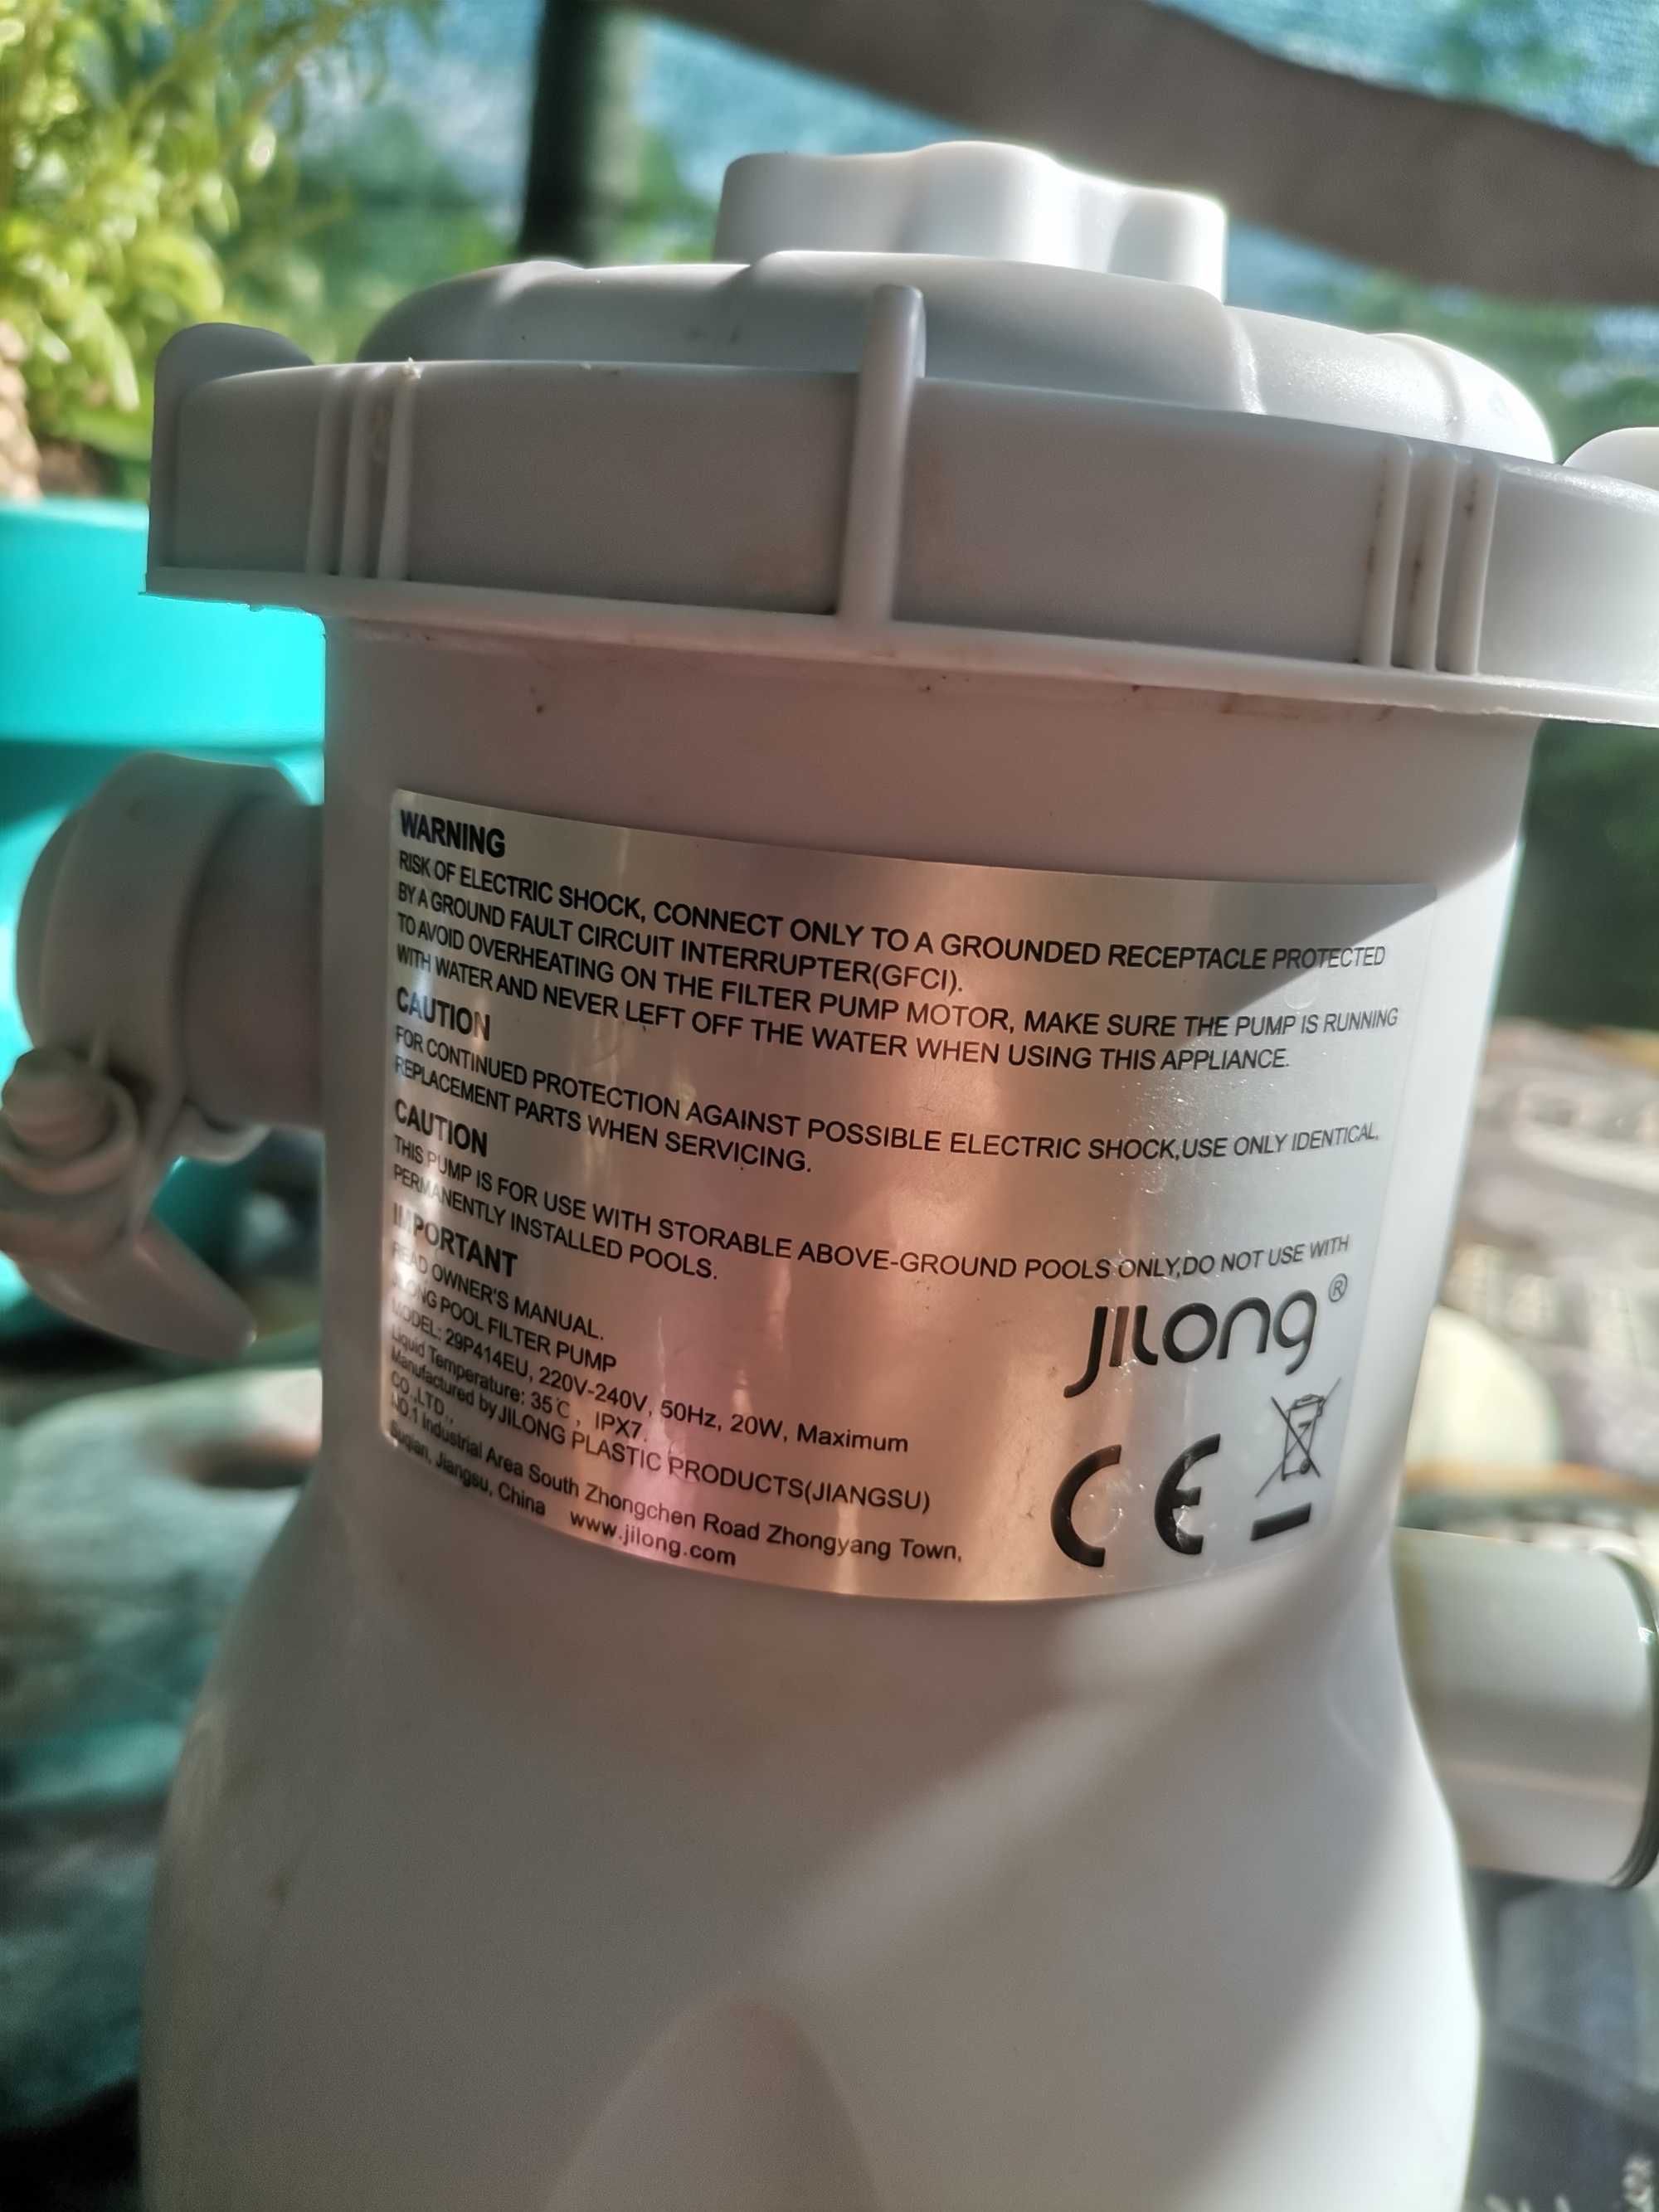 WARNING
RISK OF ELECTRIC SHOCK, CONNECT ONLY TO A GROUNDED RECEPTACLE PROTECTED
BY A GROUND FAULT CIRCUIT INTERRUPTER(GFCI).
TO AVOID OVERHEATING ON THE FILTER PUMP MOTOR, MAKE SURE THE PUMP IS RUNNING
WITH WATER AND NEVER LEFT OFF THE WATER WHEN USING THIS APPLIANCE.
CAUTION
FOR CONTINUED PROTECTION AGAINST POSSIBLE ELECTRIC SHOCK,USE ONLY IDENTICAL
REPLACEMENT PARTS WHEN SERVICING.
CAUTION
THIS PUMP IS FOR USE WITH STORABLE ABOVE-GROUND POOLS ONLY,DO NOT USE WITH
PERMANENTLY INSTALLED POOLS.
IMPORTANT
READ OWNER'S MANUAL.
JILONG POOL FILTER PUMP
MODEL: 29P414EU, 220V-240V, 50Hz, 20W, Maximum
Liquid Temperature: 35℃, IPX7.
Manufactured by JILONG PLASTIC PRODUCTS(JIANGSU)
CO.,LTD.,
NO.1 Industrial Area South Zhongchen Road Zhongyang Town,
Suqian, Jiangsu, China www.jilong.com
JILONG®
CE